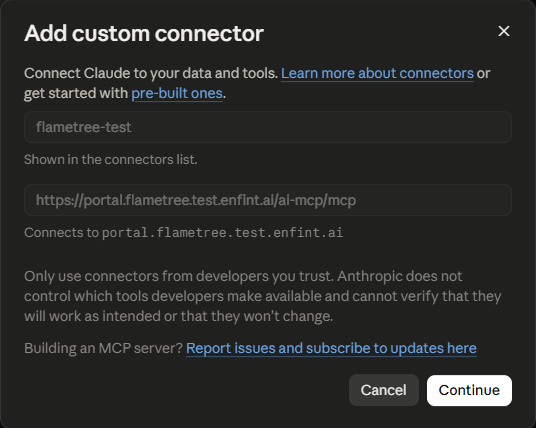 Add custom connector
Connect Claude to your data and tools. Learn more about connectors or
get started with pre-built ones.
flametree-test
Shown in the connectors list.
https://portal.flametree.test.enfint.ai/ai-mcp/mcp
Connects to portal.flametree.test.enfint.ai
Only use connectors from developers you trust. Anthropic does not
control which tools developers make available and cannot verify that they
will work as intended or that they won't change.
Building an MCP server? Report issues and subscribe to updates here
Cancel
Continue